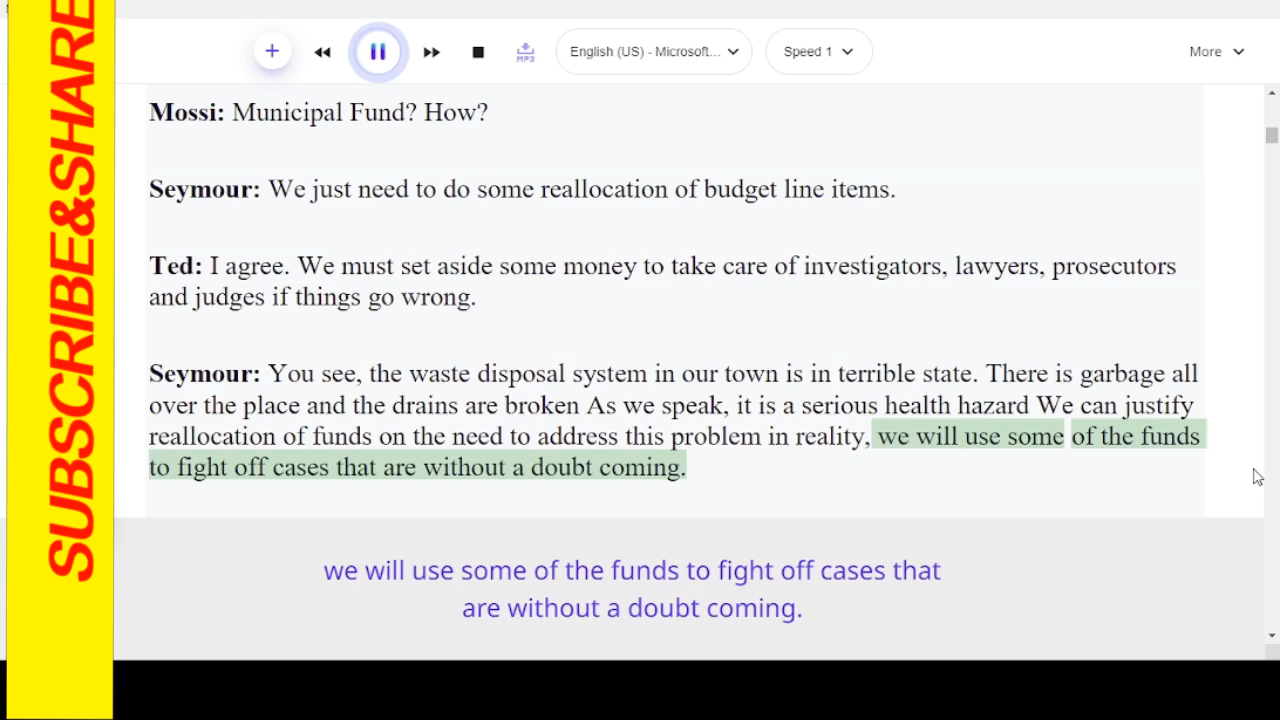 SUBSCRIBE&SHARE
MP3
English (US) - Microsoft...
Speed 1
More
Mossi: Municipal Fund? How?
Seymour: We just need to do some reallocation of budget line items.
Ted: I agree. We must set aside some money to take care of investigators, lawyers, prosecutors
and judges if things go wrong.
Seymour: You see, the waste disposal system in our town is in terrible state. There is garbage all
over the place and the drains are broken As we speak, it is a serious health hazard We can justify
reallocation of funds on the need to address this problem in reality, we will use some of the funds
to fight off cases that are without a doubt coming.
we will use some of the funds to fight off cases that
are without a doubt coming.